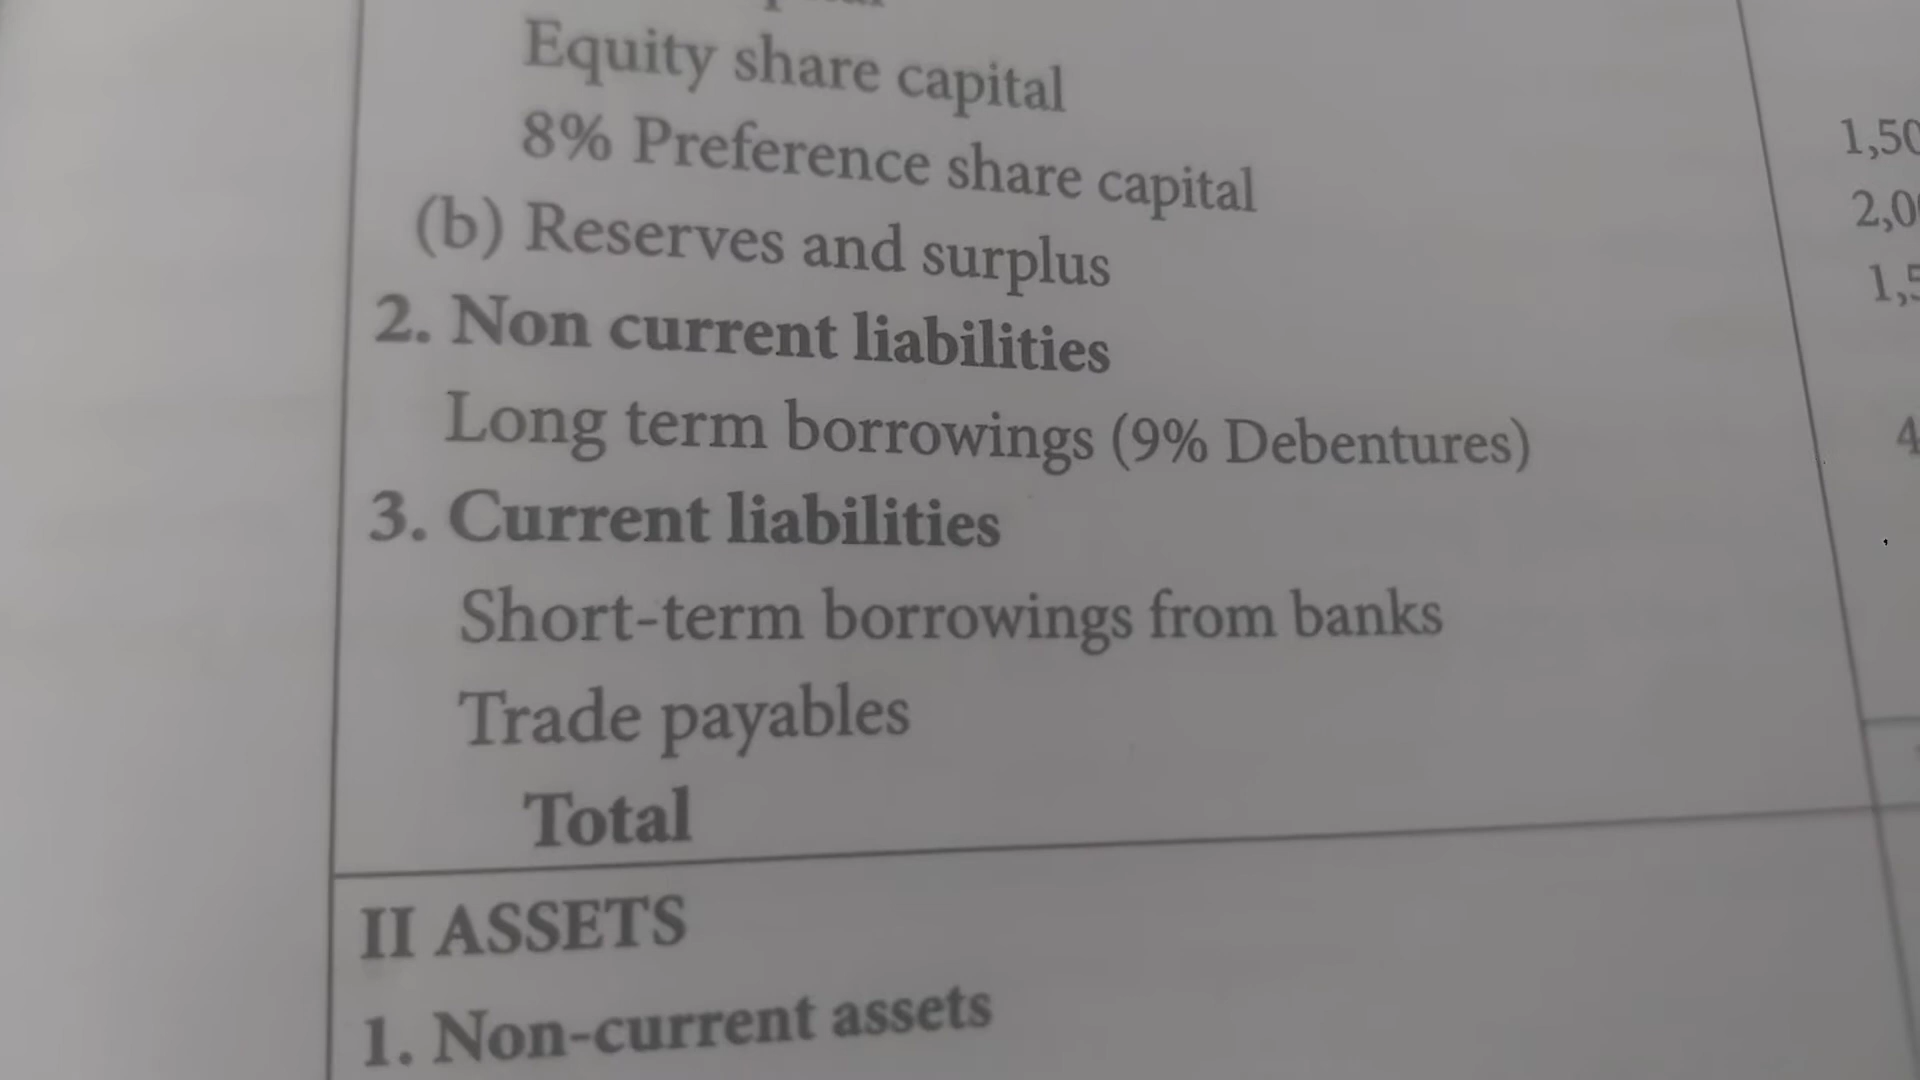 Equity share capital
8% Preference share capital
(b) Reserves and surplus
2. Non current liabilities
Long term borrowings (9% Debentures)
3. Current liabilities
Short-term borrowings from banks
Trade payables
Total
II ASSETS
1. Non-current assets